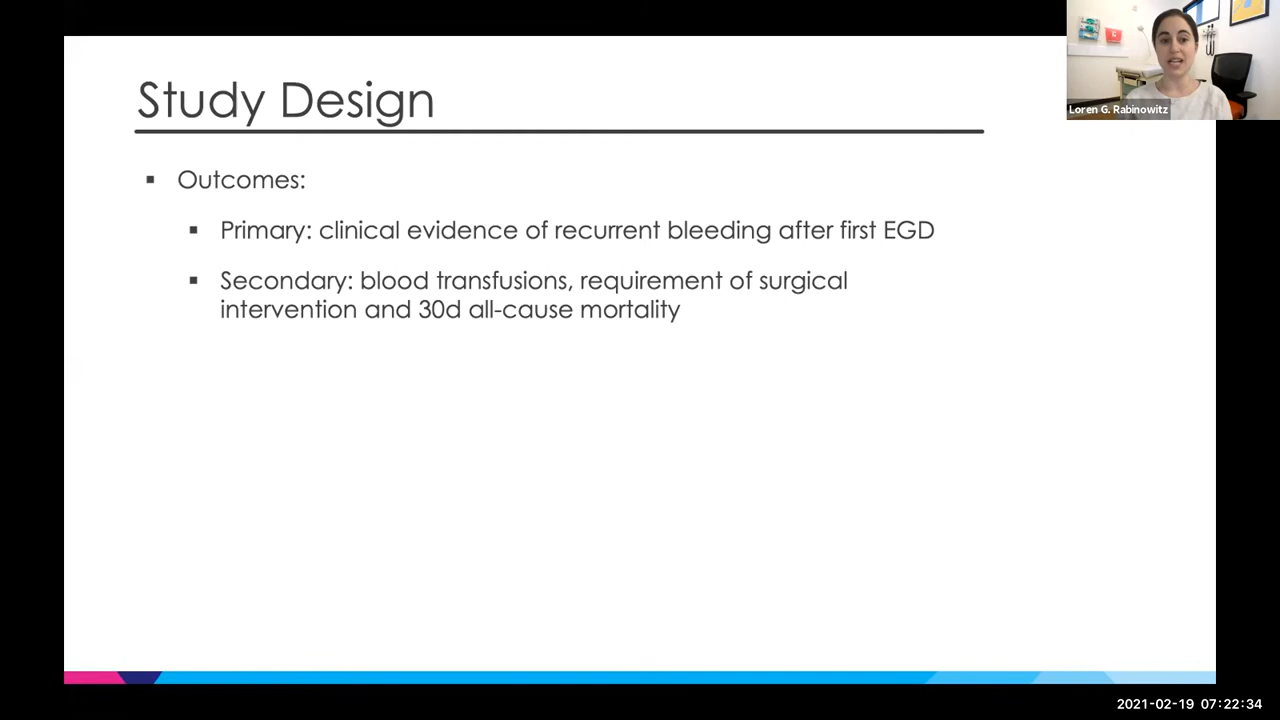 Study Design
▪ Outcomes:
▪ Primary: clinical evidence of recurrent bleeding after first EGD
▪ Secondary: blood transfusions, requirement of surgical
intervention and 30d all-cause mortality
Loren G. Rabinowitz
2021-02-19 07:22:34